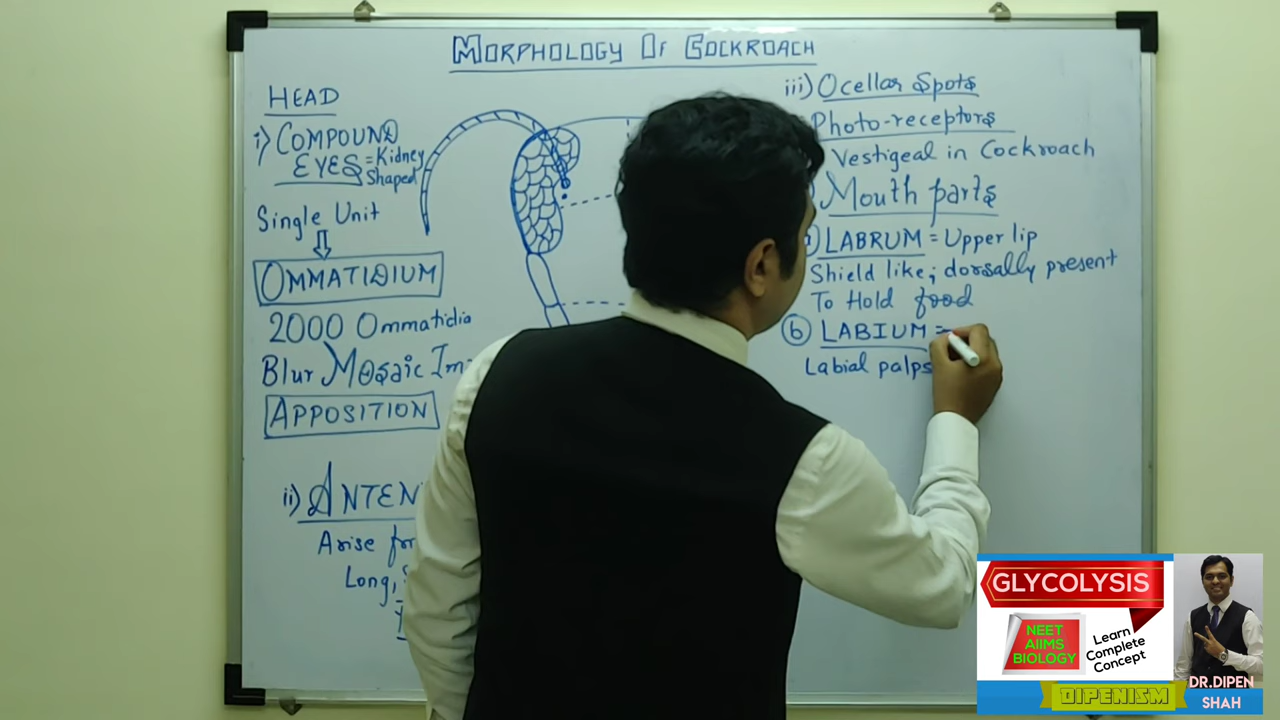 MORPHOLOGY OF COCKROACH
HEAD
i) COMPOUND
EYES = Kidney
Shaped
Single Unit
OMMATIDIUM
2000 Ommatidia
Blur Mosaic
APPOSITION
ii)
Arise
Long,
iii) Ocellar Spots
Photo-receptors
Vestigeal in Cockroach
Mouth parts
LABRUM = Upper lip
Shield like; dorsally present
To Hold food
(b) LABIUM =
Labial palps
GLYCOLYSIS
NEET
AIIMS
BIOLOGY
Learn
Complete
Concept
DIPENISM
DR.DIPEN
SHAH